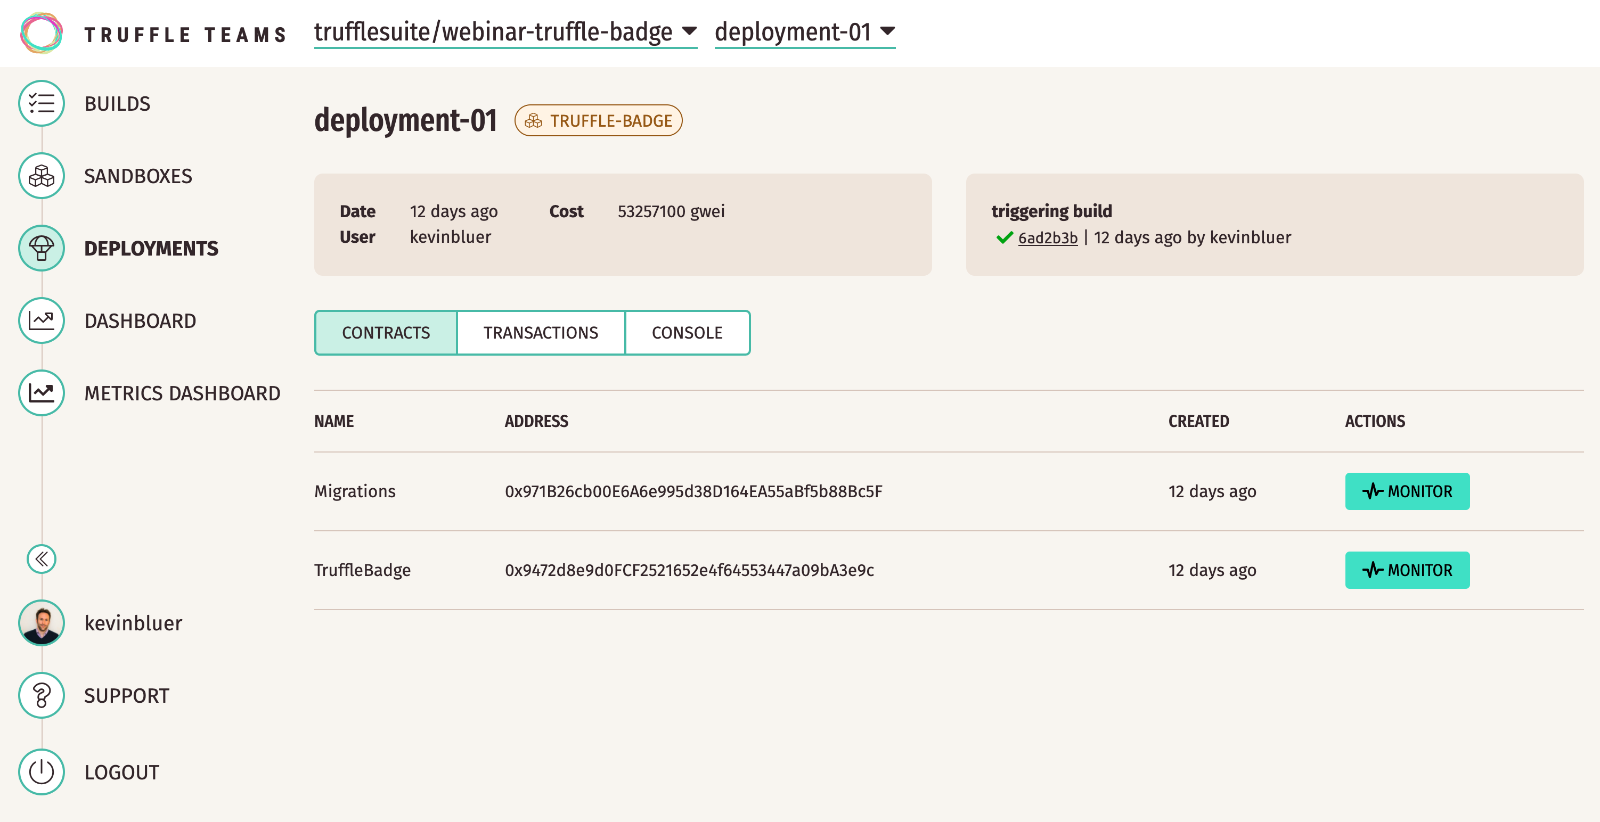 TRUFFLE TEAMS
trufflesuite/webinar-truffle-badge
deployment-01
BUILDS
SANDBOXES
DEPLOYMENTS
DASHBOARD
METRICS DASHBOARD
kevinbluer
SUPPORT
LOGOUT
deployment-01 TRUFFLE-BADGE
Date 12 days ago Cost 53257100 gwei
User kevinbluer
triggering build
6ad2b3b | 12 days ago by kevinbluer
CONTRACTS TRANSACTIONS CONSOLE
NAME ADDRESS CREATED ACTIONS
Migrations 0x971B26cb00E6A6e995d38D164EA55aBf5b88Bc5F 12 days ago MONITOR
TruffleBadge 0x9472d8e9d0FCF2521652e4f64553447a09bA3e9c 12 days ago MONITOR